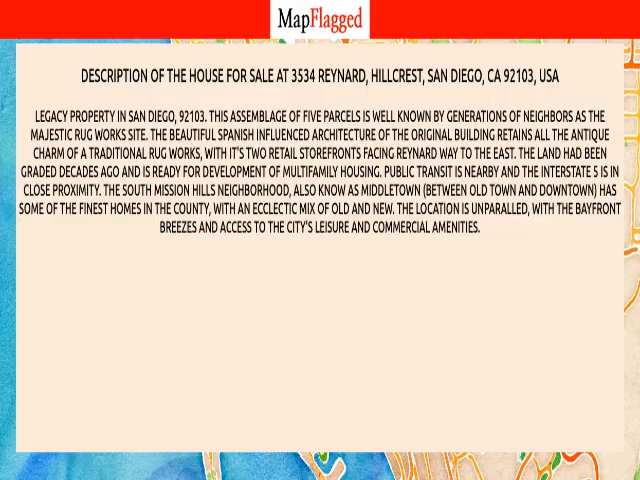 MapFlagged
DESCRIPTION OF THE HOUSE FOR SALE AT 3534 REYNARD, HILLCREST, SAN DIEGO, CA 92103, USA
LEGACY PROPERTY IN SAN DIEGO, 92103. THIS ASSEMBLAGE OF FIVE PARCELS IS WELL KNOWN BY GENERATIONS OF NEIGHBORS AS THE
MAJESTIC RUG WORKS SITE. THE BEAUTIFUL SPANISH INFLUENCED ARCHITECTURE OF THE ORIGINAL BUILDING RETAINS ALL THE ANTIQUE
CHARM OF A TRADITIONAL RUG WORKS, WITH IT'S TWO RETAIL STOREFRONTS FACING REYNARD WAY TO THE EAST. THE LAND HAD BEEN
GRADED DECADES AGO AND IS READY FOR DEVELOPMENT OF MULTIFAMILY HOUSING. PUBLIC TRANSIT IS NEARBY AND THE INTERSTATE 5 IS IN
CLOSE PROXIMITY. THE SOUTH MISSION HILLS NEIGHBORHOOD, ALSO KNOW AS MIDDLETOWN (BETWEEN OLD TOWN AND DOWNTOWN) HAS
SOME OF THE FINEST HOMES IN THE COUNTY, WITH AN ECCLECTIC MIX OF OLD AND NEW. THE LOCATION IS UNPARALLED, WITH THE BAYFRONT
BREEZES AND ACCESS TO THE CITY'S LEISURE AND COMMERCIAL AMENITIES.